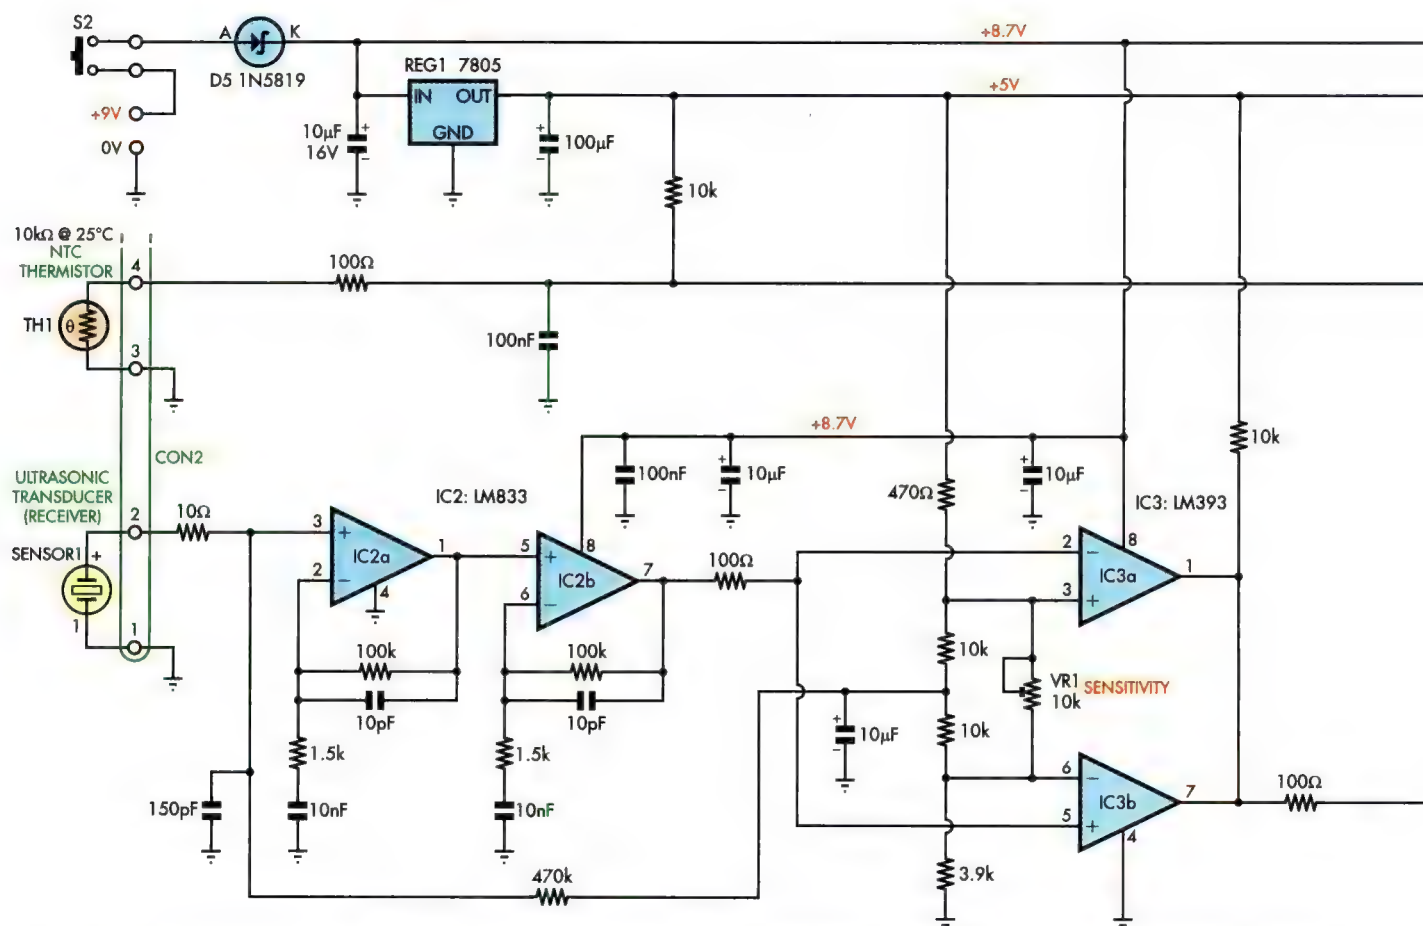 S2
A
K
D5 1N5819
+9V
0V
+8.7V
REG1 7805
IN OUT
GND
+5V
10µF
16V
+
–
+
–
100µF
10k
10kΩ @ 25°C
NTC
THERMISTOR
4
TH1
θ
3
100Ω
100nF
+8.7V
10k
CON2
ULTRASONIC
TRANSDUCER
(RECEIVER)
2
10Ω
SENSOR1
+
1
1
IC2: LM833
100nF
+
–
10µF
+
–
10µF
470Ω
IC3: LM393
3
+
IC2a
1
2
–
4
5
+
IC2b
8
7
6
–
100Ω
2
–
8
IC3a
1
3
+
100k
10pF
100k
10pF
10k
VR1
10k
SENSITIVITY
1.5k
1.5k
+
–
10µF
10k
150pF
10nF
10nF
6
–
IC3b
7
5
+
4
100Ω
470k
3.9k